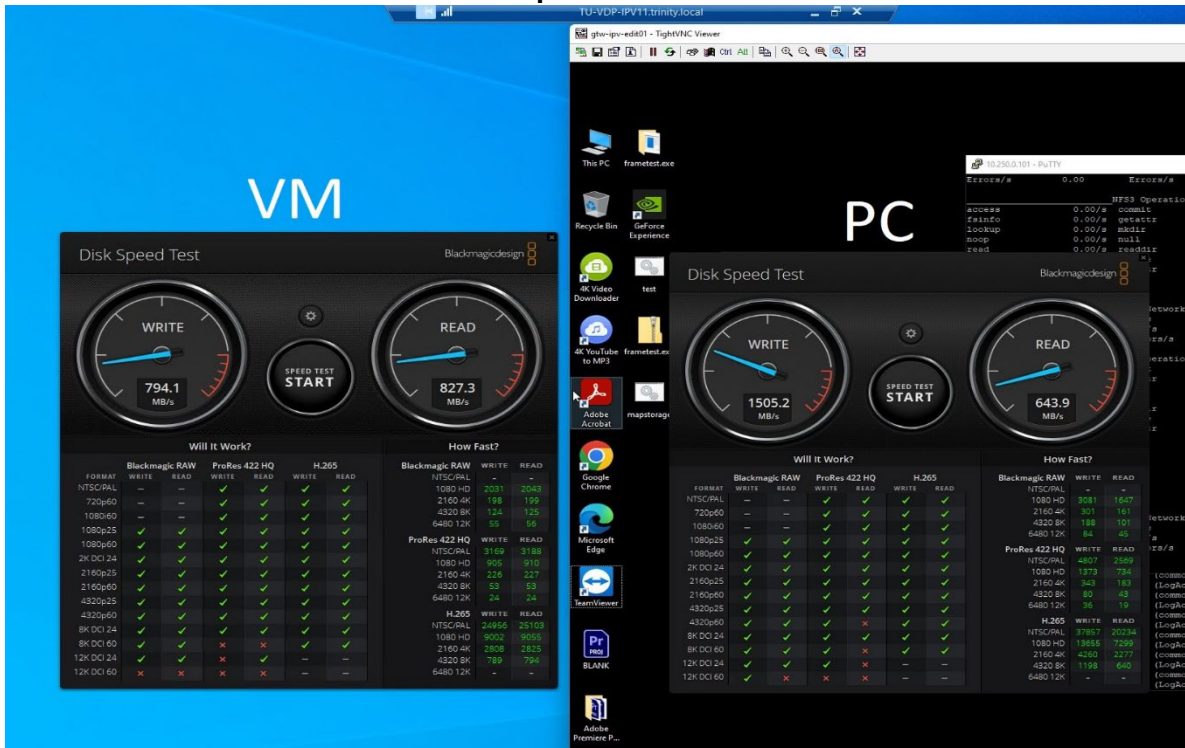 TU-VDP-IPV11.trinity.local
gtw-ipv-edit01 - TightVNC Viewer
Ctrl Alt
VM
PC
This PC
frametest.exe
Recycle Bin
GeForce
Experience
4K Video
Downloader
test
4K YouTube
to MP3
frametest.ex
Adobe
Acrobat
mapstorage
Google
Chrome
Microsoft
Edge
TeamViewer
Pr
PROJ
BLANK
Adobe
Premiere P...
10.250.0.101 - PuTTY
Errors/s 0.00 Errors/s
NFS3 Operatio
access 0.00/s commit
fsinfo 0.00/s getattr
lookup 0.00/s mkdir
noop 0.00/s null
read 0.00/s readdir
Disk Speed Test
Blackmagicdesign
WRITE
794.1
MB/s
SPEED TEST
START
READ
827.3
MB/s
Will It Work?
How Fast?
Blackmagic RAW ProRes 422 HQ H.265
FORMAT WRITE READ WRITE READ WRITE READ
NTSC/PAL – – ✓ ✓ ✓ ✓
720p60 – – ✓ ✓ ✓ ✓
1080i60 – – ✓ ✓ ✓ ✓
1080p25 ✓ ✓ ✓ ✓ ✓ ✓
1080p60 ✓ ✓ ✓ ✓ ✓ ✓
2K DCI 24 ✓ ✓ ✓ ✓ ✓ ✓
2160p25 ✓ ✓ ✓ ✓ ✓ ✓
2160p60 ✓ ✓ ✓ ✓ ✓ ✓
4320p25 ✓ ✓ ✓ ✓ ✓ ✓
4320p60 ✓ ✓ ✓ ✓ ✓ ✓
8K DCI 24 ✓ ✓ ✓ ✓ ✓ ✓
8K DCI 60 ✓ ✓ × × ✓ ✓
12K DCI 24 ✓ ✓ × ✓ – –
12K DCI 60 × × × × – –
Blackmagic RAW WRITE READ
NTSC/PAL - -
1080 HD 2031 2043
2160 4K 198 199
4320 8K 124 125
6480 12K 55 56
ProRes 422 HQ WRITE READ
NTSC/PAL 3169 3188
1080 HD 905 910
2160 4K 226 227
4320 8K 53 53
6480 12K 24 24
H.265 WRITE READ
NTSC/PAL 24956 25103
1080 HD 9002 9055
2160 4K 2808 2825
4320 8K 789 794
6480 12K - -
Disk Speed Test
Blackmagicdesign
WRITE
1505.2
MB/s
SPEED TEST
START
READ
643.9
MB/s
Will It Work?
How Fast?
Blackmagic RAW ProRes 422 HQ H.265
FORMAT WRITE READ WRITE READ WRITE READ
NTSC/PAL – – ✓ ✓ ✓ ✓
720p60 – – ✓ ✓ ✓ ✓
1080i60 – – ✓ ✓ ✓ ✓
1080p25 ✓ ✓ ✓ ✓ ✓ ✓
1080p60 ✓ ✓ ✓ ✓ ✓ ✓
2K DCI 24 ✓ ✓ ✓ ✓ ✓ ✓
2160p25 ✓ ✓ ✓ ✓ ✓ ✓
2160p60 ✓ ✓ ✓ ✓ ✓ ✓
4320p25 ✓ ✓ ✓ ✓ ✓ ✓
4320p60 ✓ ✓ ✓ × ✓ ✓
8K DCI 24 ✓ ✓ ✓ ✓ ✓ ✓
8K DCI 60 ✓ ✓ ✓ × ✓ ✓
12K DCI 24 ✓ ✓ ✓ × – –
12K DCI 60 ✓ × × × – –
Blackmagic RAW WRITE READ
NTSC/PAL - -
1080 HD 3081 1647
2160 4K 301 161
4320 8K 188 101
6480 12K 84 45
ProRes 422 HQ WRITE READ
NTSC/PAL 4807 2569
1080 HD 1373 734
2160 4K 343 183
4320 8K 80 43
6480 12K 36 19
H.265 WRITE READ
NTSC/PAL 37857 20234
1080 HD 13655 7299
2160 4K 4260 2277
4320 8K 1198 640
6480 12K - -
(commo
(LogAc
(commo
(LogAc
(commo
(LogAc
(commo
(LogAc
(commo
(LogAc